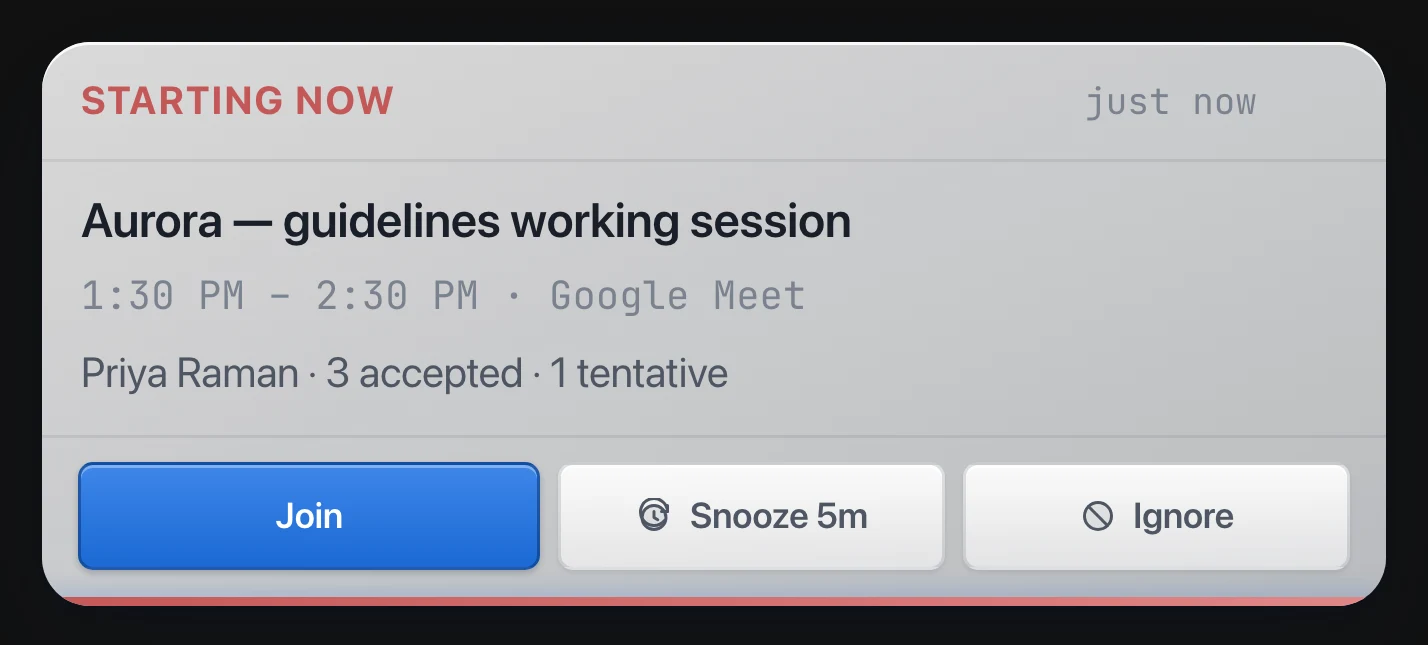 STARTING NOW
just now
Aurora — guidelines working session
1:30 PM – 2:30 PM · Google Meet
Priya Raman · 3 accepted · 1 tentative
Join
Snooze 5m
Ignore